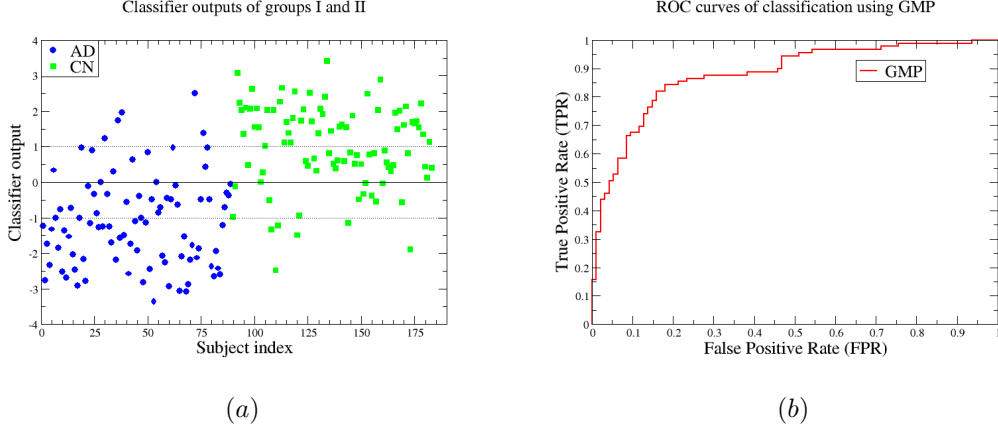 Classifier outputs of groups I and II
4
3
2
1
0
-1
-2
-3
-4
AD
CN
Classifier output
0 25 50 75 100 125 150 175
Subject index
(a)
ROC curves of classification using GMP
1
0.9
0.8
0.7
0.6
0.5
0.4
0.3
0.2
0.1
0
GMP
True Positive Rate (TPR)
0 0.1 0.2 0.3 0.4 0.5 0.6 0.7 0.8 0.9 1
False Positive Rate (FPR)
(b)